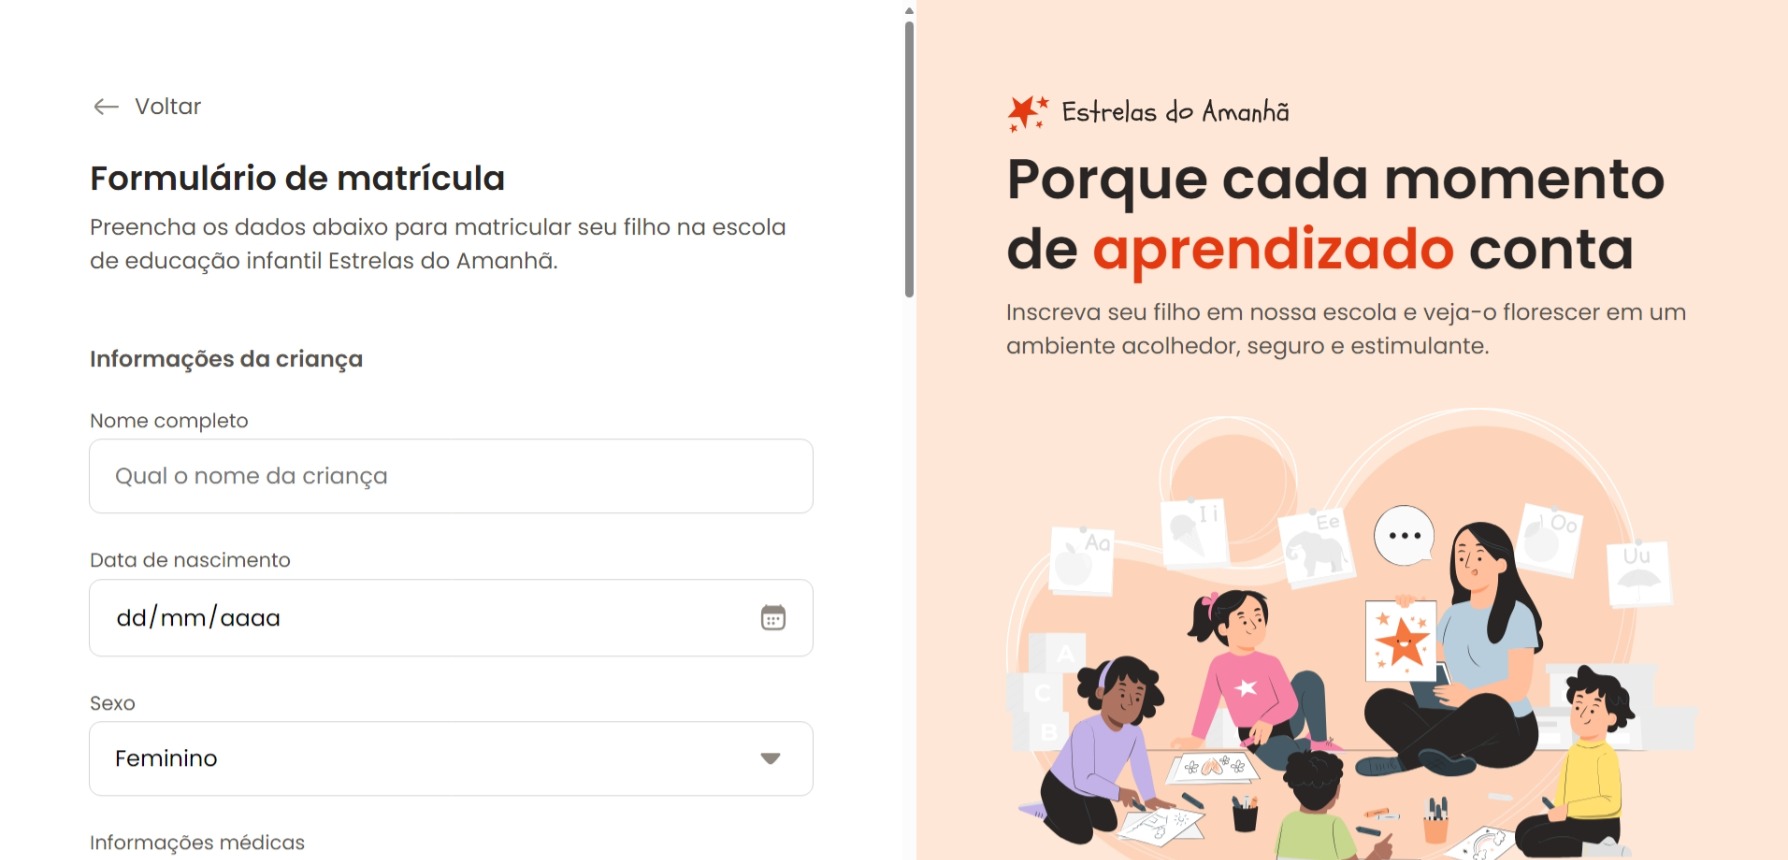 Voltar
Formulário de matrícula
Preencha os dados abaixo para matricular seu filho na escola
de educação infantil Estrelas do Amanhã.
Informações da criança
Nome completo
Qual o nome da criança
Data de nascimento
dd/mm/aaaa
Sexo
Feminino
Informações médicas
Estrelas do Amanhã
Porque cada momento
de aprendizado conta
Inscreva seu filho em nossa escola e veja-o florescer em um
ambiente acolhedor, seguro e estimulante.
Aa
Ii
Ee
Oo
Uu
A
C
B